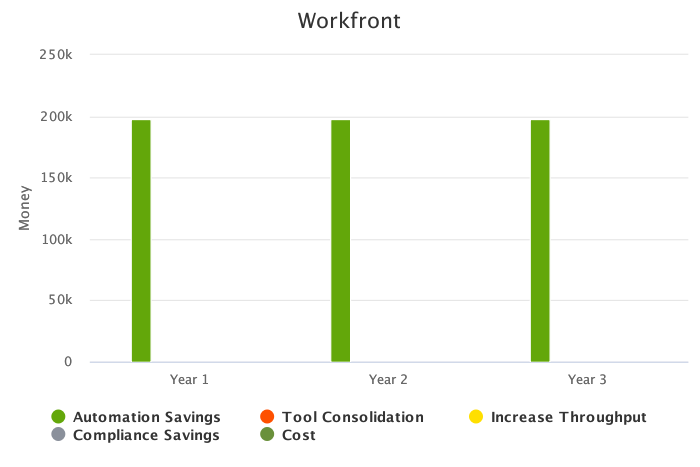 Workfront
250k
200k
150k
100k
50k
0
Money
Year 1 Year 2 Year 3
Automation Savings Tool Consolidation Increase Throughput
Compliance Savings Cost